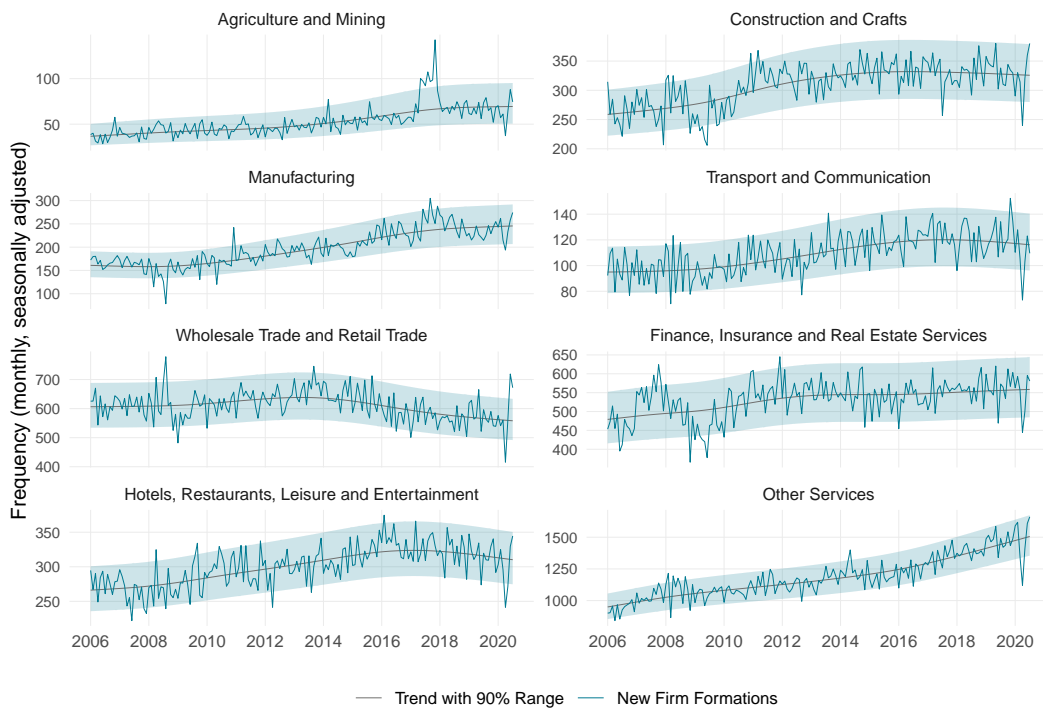 Frequency (monthly, seasonally adjusted)
Agriculture and Mining
100
50
Construction and Crafts
350
300
250
200
Manufacturing
300
250
200
150
100
Transport and Communication
140
120
100
80
Wholesale Trade and Retail Trade
700
600
500
400
Finance, Insurance and Real Estate Services
650
600
550
500
450
400
Hotels, Restaurants, Leisure and Entertainment
350
300
250
2006 2008 2010 2012 2014 2016 2018 2020
Other Services
1500
1250
1000
2006 2008 2010 2012 2014 2016 2018 2020
Trend with 90% Range
New Firm Formations